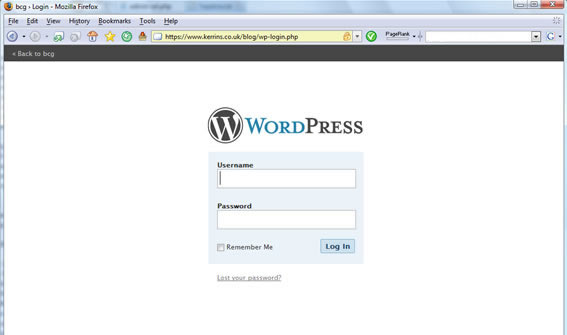 bcg › Login - Mozilla Firefox
File Edit View History Bookmarks Tools Help
https://www.kerrins.co.uk/blog/wp-login.php
PageRank
« Back to bcg
WORDPRESS
Username
Password
Remember Me
Log In
Lost your password?